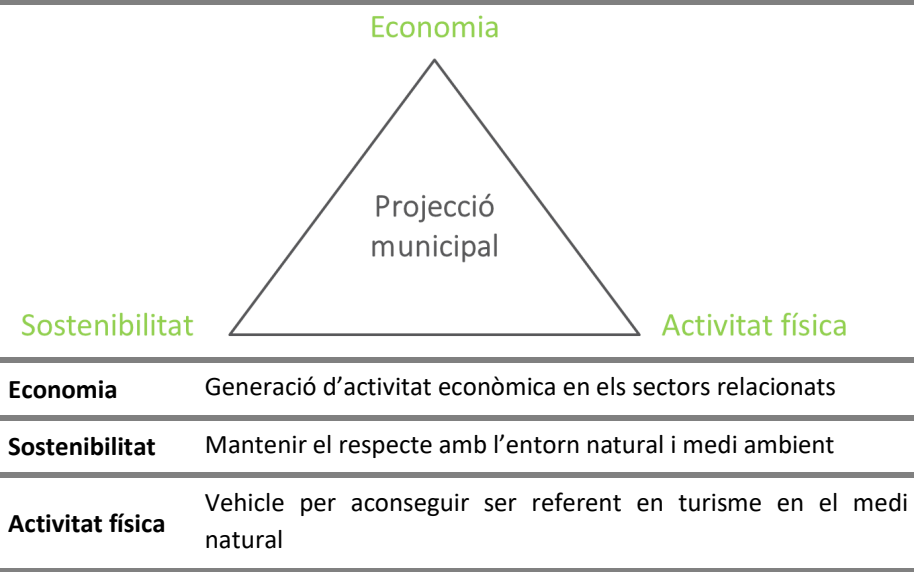 Economia
Projecció
municipal
Sostenibilitat
Activitat física
Economia Generació d’activitat econòmica en els sectors relacionats
Sostenibilitat Mantenir el respecte amb l’entorn natural i medi ambient
Activitat física Vehicle per aconseguir ser referent en turisme en el medi
natural